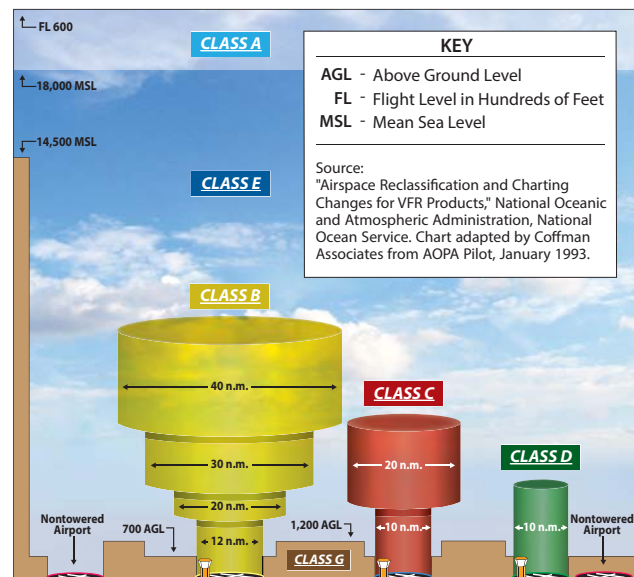 FL 600
CLASS A
KEY
AGL - Above Ground Level
FL - Flight Level in Hundreds of Feet
MSL - Mean Sea Level
Source:
"Airspace Reclassification and Charting
Changes for VFR Products," National Oceanic
and Atmospheric Administration, National
Ocean Service. Chart adapted by Coffman
Associates from AOPA Pilot, January 1993.
18,000 MSL
14,500 MSL
CLASS E
CLASS B
40 n.m.
30 n.m.
20 n.m.
12 n.m.
CLASS C
20 n.m.
10 n.m.
CLASS D
10 n.m.
Nontowered
Airport
700 AGL
1,200 AGL
CLASS G
Nontowered
Airport